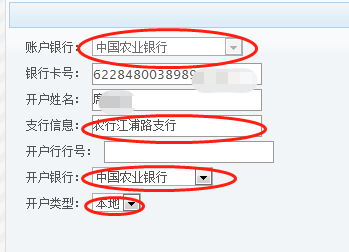 账户银行: 中国农业银行
银行卡号: 622848003898
开户姓名:
支行信息: 农行江浦路支行
开户行行号:
开户银行: 中国农业银行
开户类型: 本地